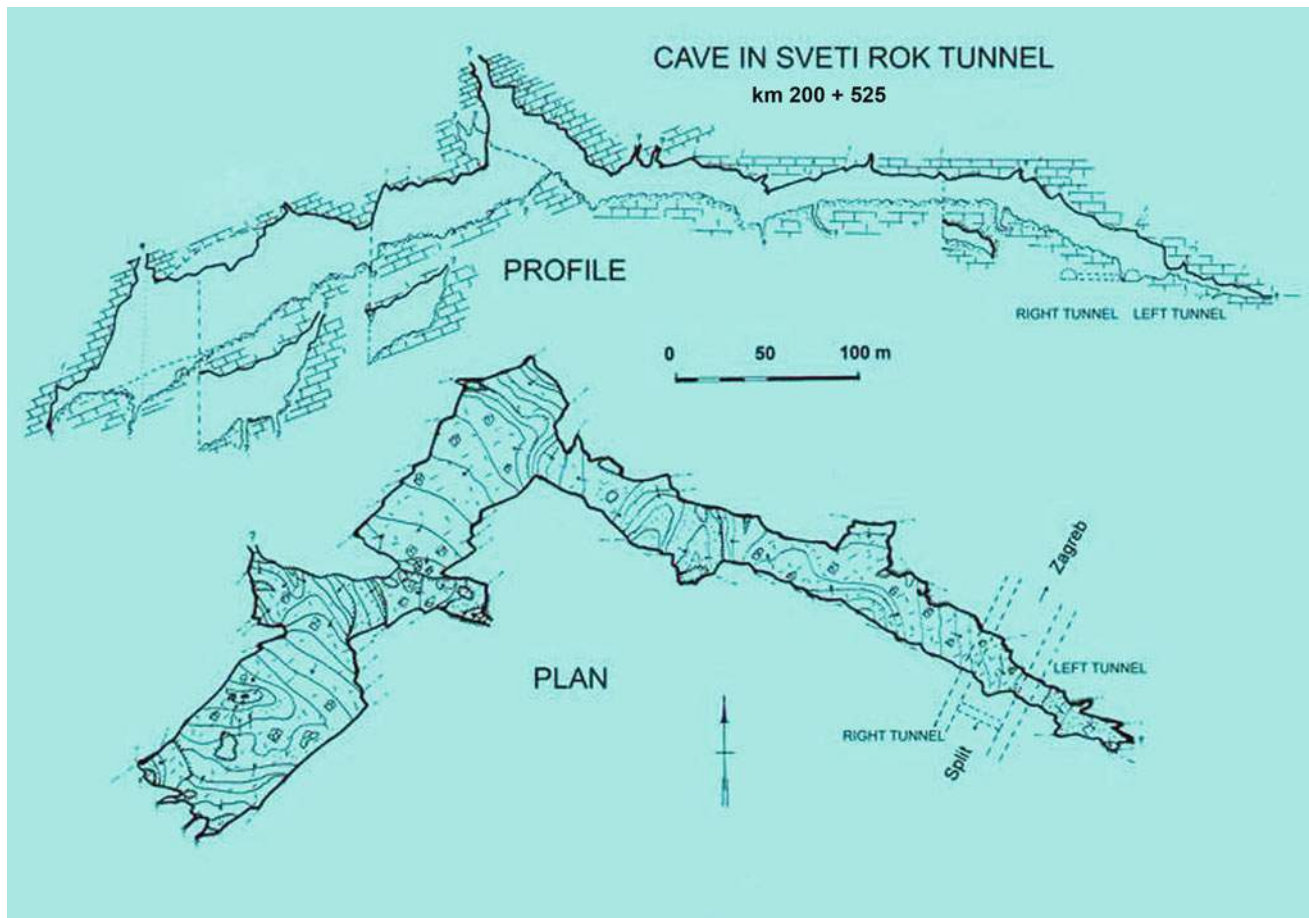 CAVE IN SVETI ROK TUNNEL
km 200 + 525
?
PROFILE
RIGHT TUNNEL LEFT TUNNEL
0 50 100 m
?
PLAN
Zagreb
LEFT TUNNEL
RIGHT TUNNEL
Split